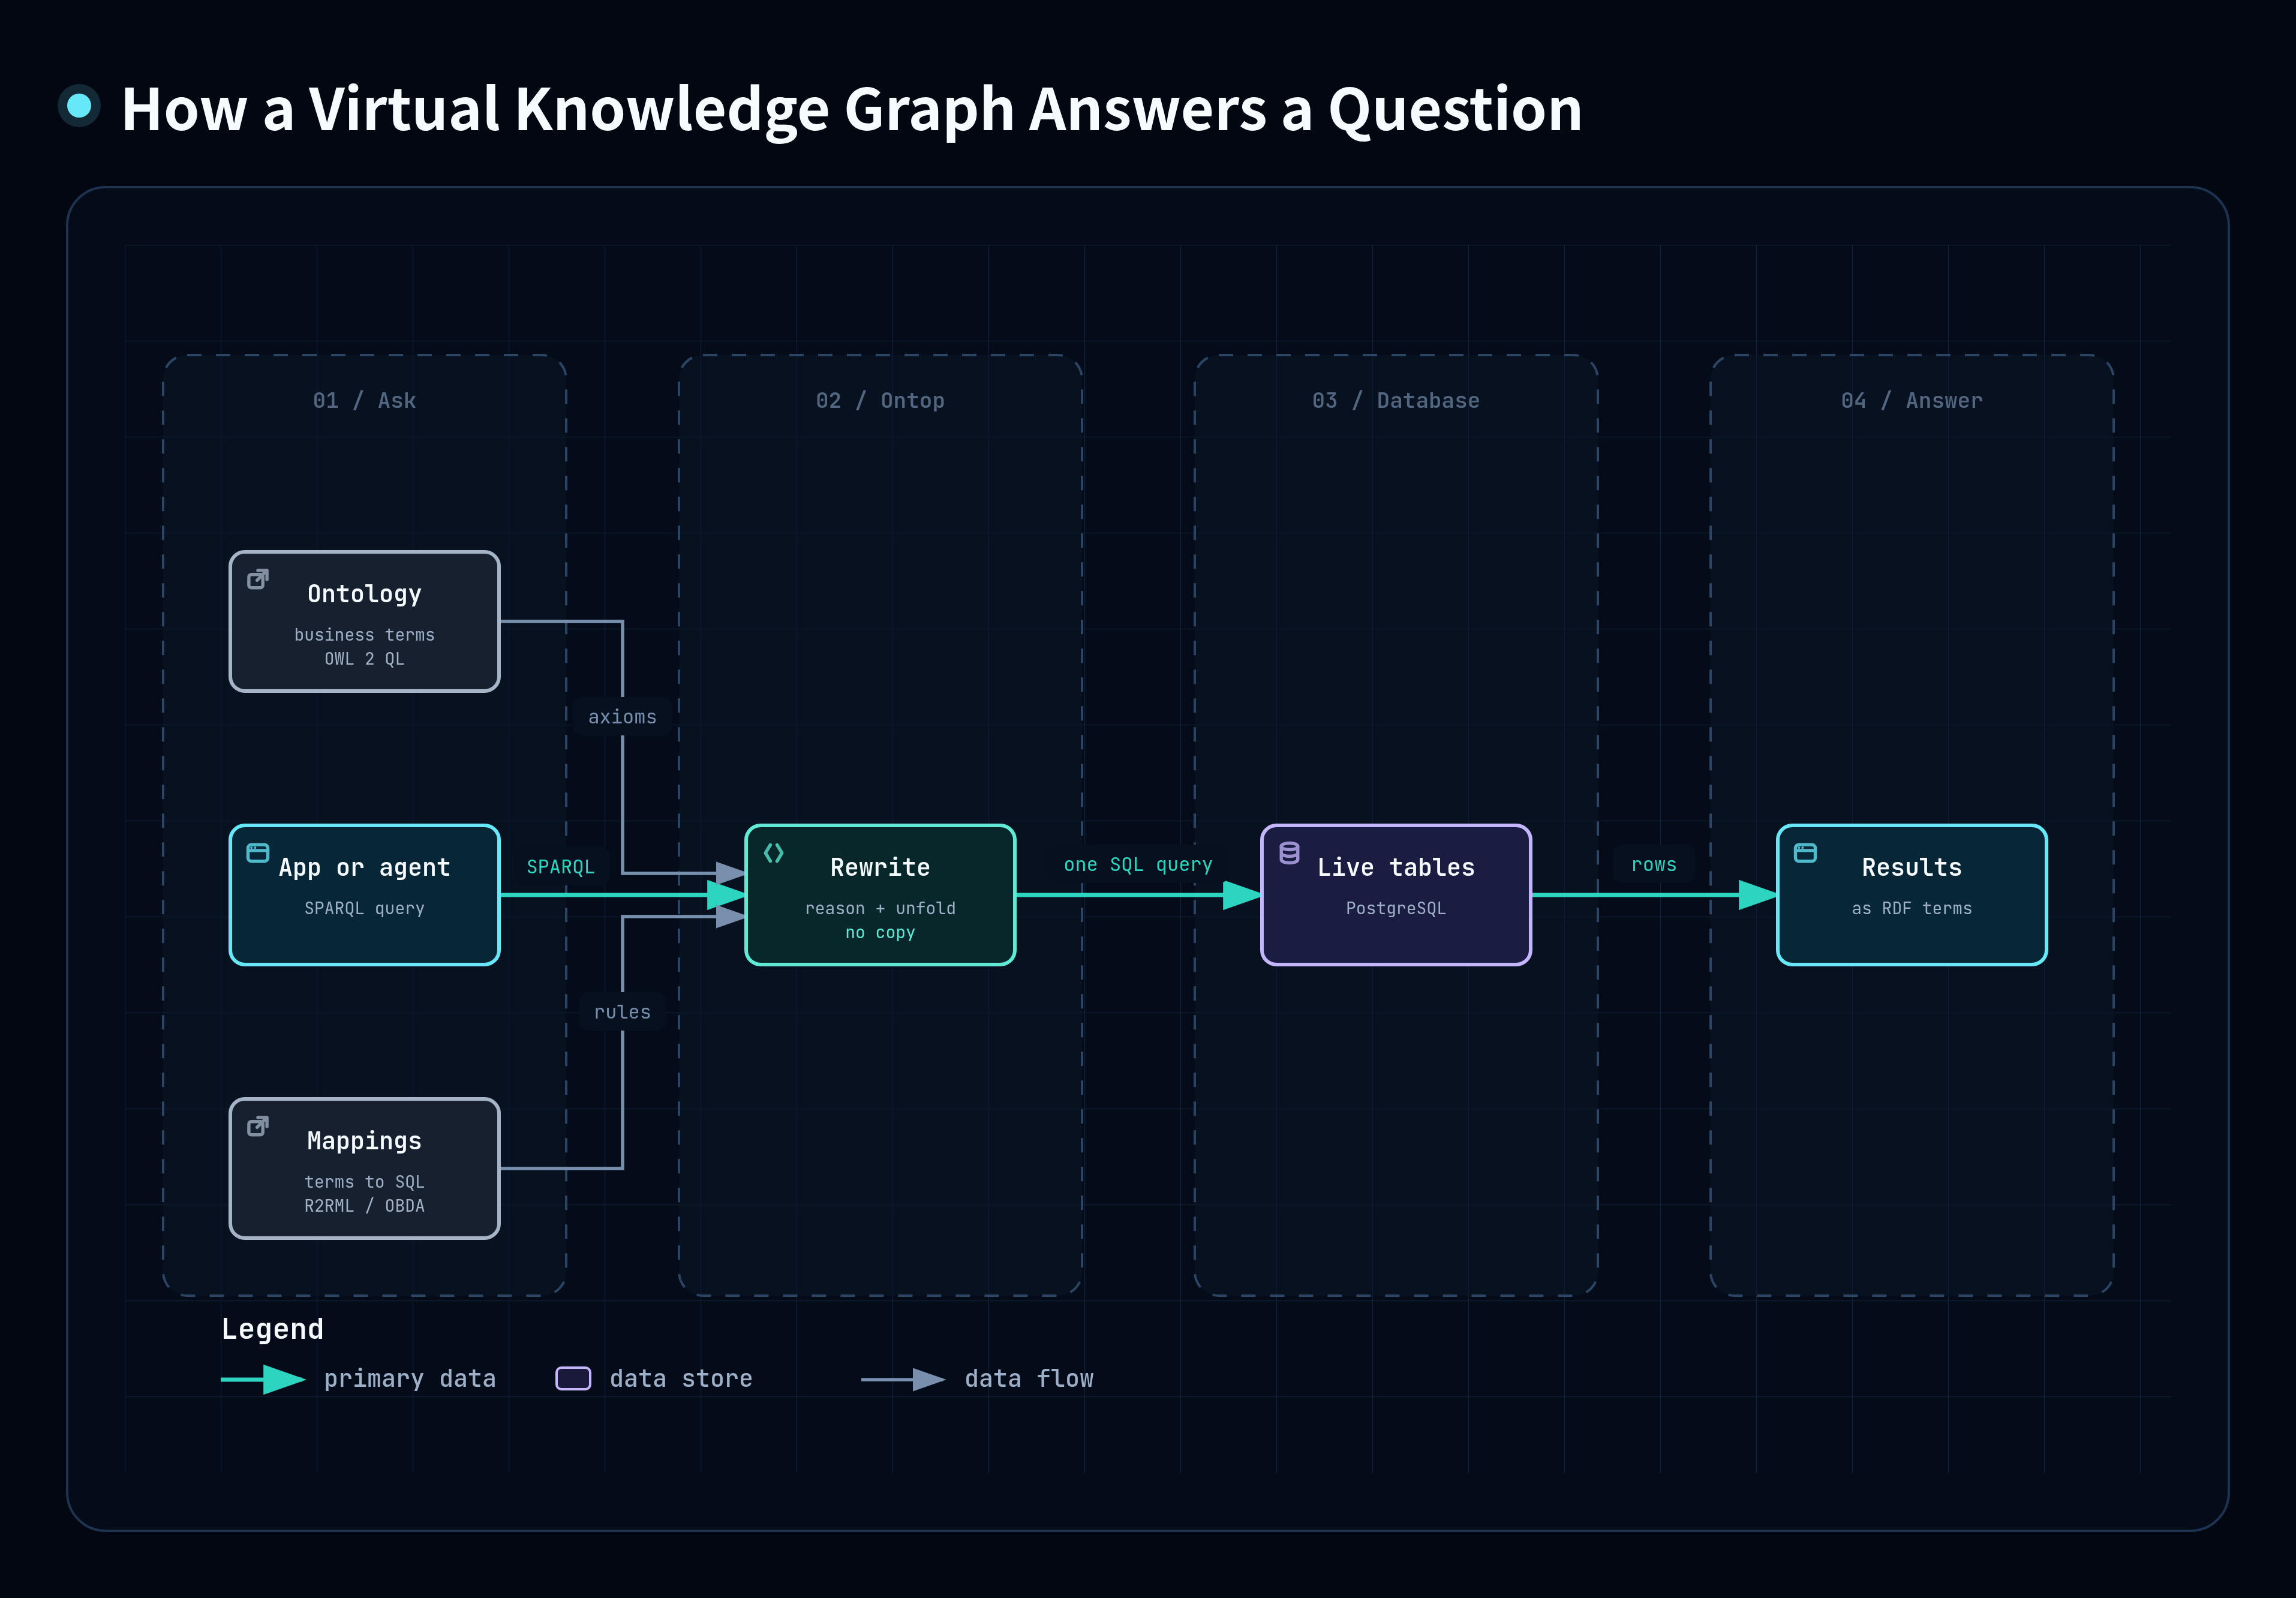 How a Virtual Knowledge Graph Answers a Question
01 / Ask
02 / Ontop
03 / Database
04 / Answer
Ontology
business terms
OWL 2 QL
axioms
App or agent
SPARQL query
SPARQL
Rewrite
reason + unfold
no copy
one SQL query
Live tables
PostgreSQL
rows
Results
as RDF terms
rules
Mappings
terms to SQL
R2RML / OBDA
Legend
primary data
data store
data flow